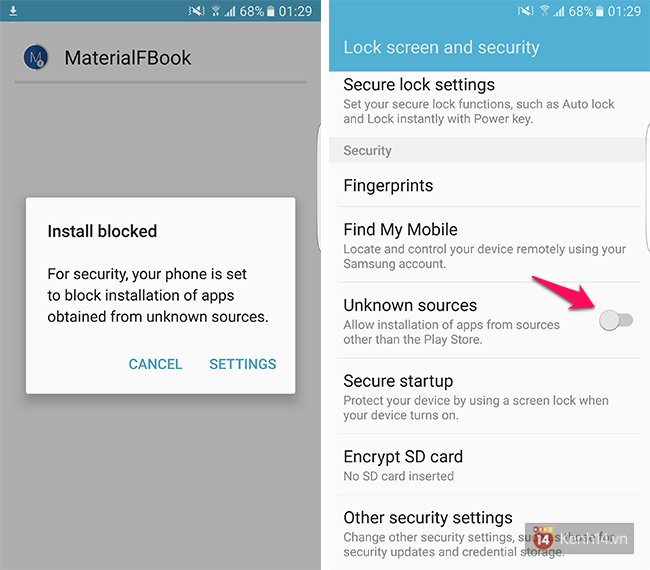 68% 01:29
MaterialFBook
Install blocked
For security, your phone is set
to block installation of apps
obtained from unknown sources.
CANCEL SETTINGS
68% 01:29
Lock screen and security
Secure lock settings
Set your secure lock functions, such as Auto lock
and Lock instantly with Power key.
Security
Fingerprints
Find My Mobile
Locate and control your device remotely using your
Samsung account.
Unknown sources
Allow installation of apps from sources
other than the Play Store.
Secure startup
Protect your device by using a screen lock when
your device turns on.
Encrypt SD card
No SD card inserted
Other security settings
Change other security settings,
security updates and credential storage.
14 Kenh14.vn